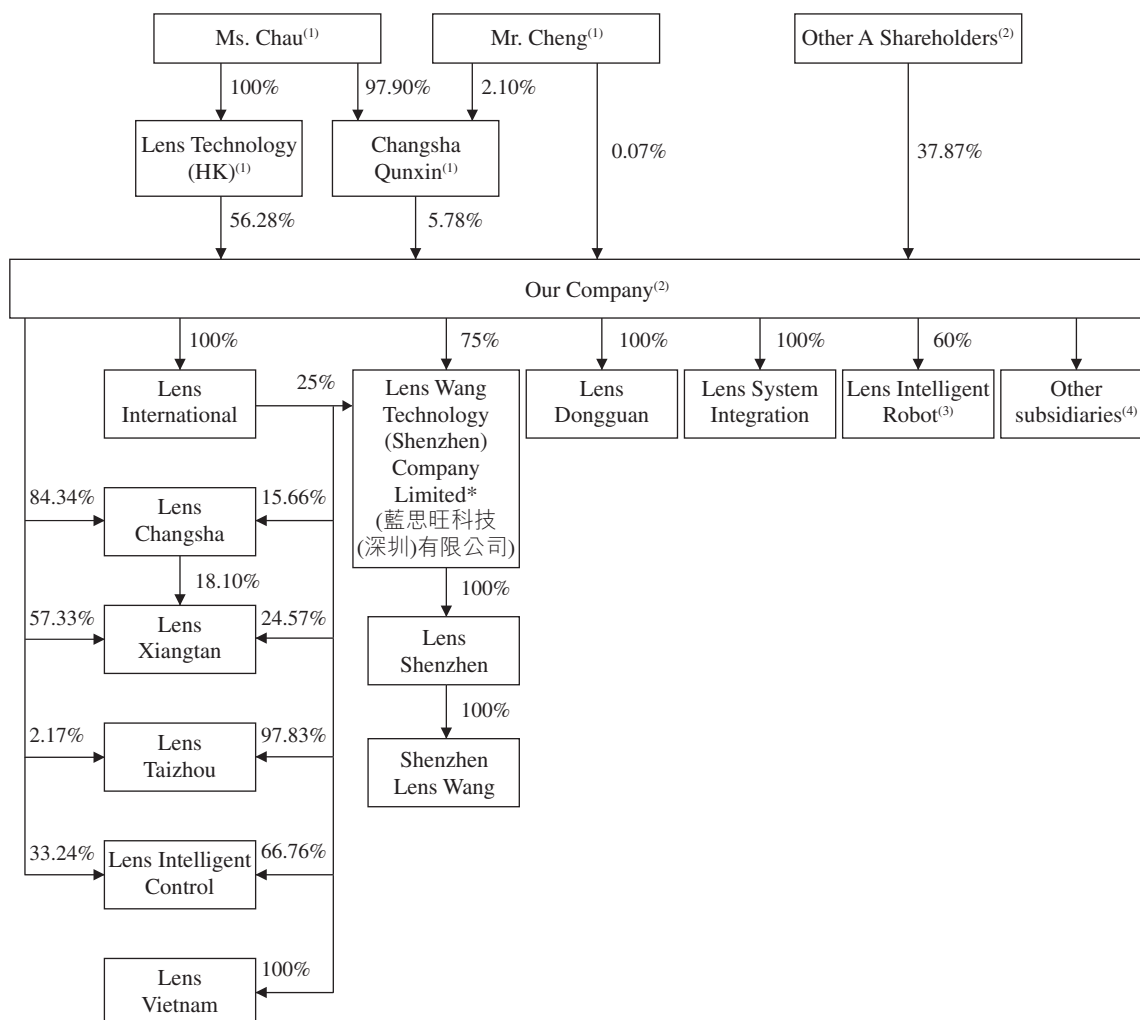 Ms. Chau(1)
Mr. Cheng(1)
Other A Shareholders(2)
100%
97.90%
2.10%
Lens Technology
(HK)(1)
Changsha
Qunxin(1)
0.07%
37.87%
56.28%
5.78%
Our Company(2)
100%
75%
100%
100%
60%
Lens
International
25%
Lens Wang
Technology
(Shenzhen)
Company
Limited*
(藍思旺科技
(深圳)有限公司)
Lens
Dongguan
Lens System
Integration
Lens Intelligent
Robot(3)
Other
subsidiaries(4)
84.34%
Lens
Changsha
15.66%
18.10%
100%
57.33%
Lens
Xiangtan
24.57%
Lens
Shenzhen
100%
2.17%
Lens
Taizhou
97.83%
Shenzhen
Lens Wang
33.24%
Lens Intelligent
Control
66.76%
Lens
Vietnam
100%